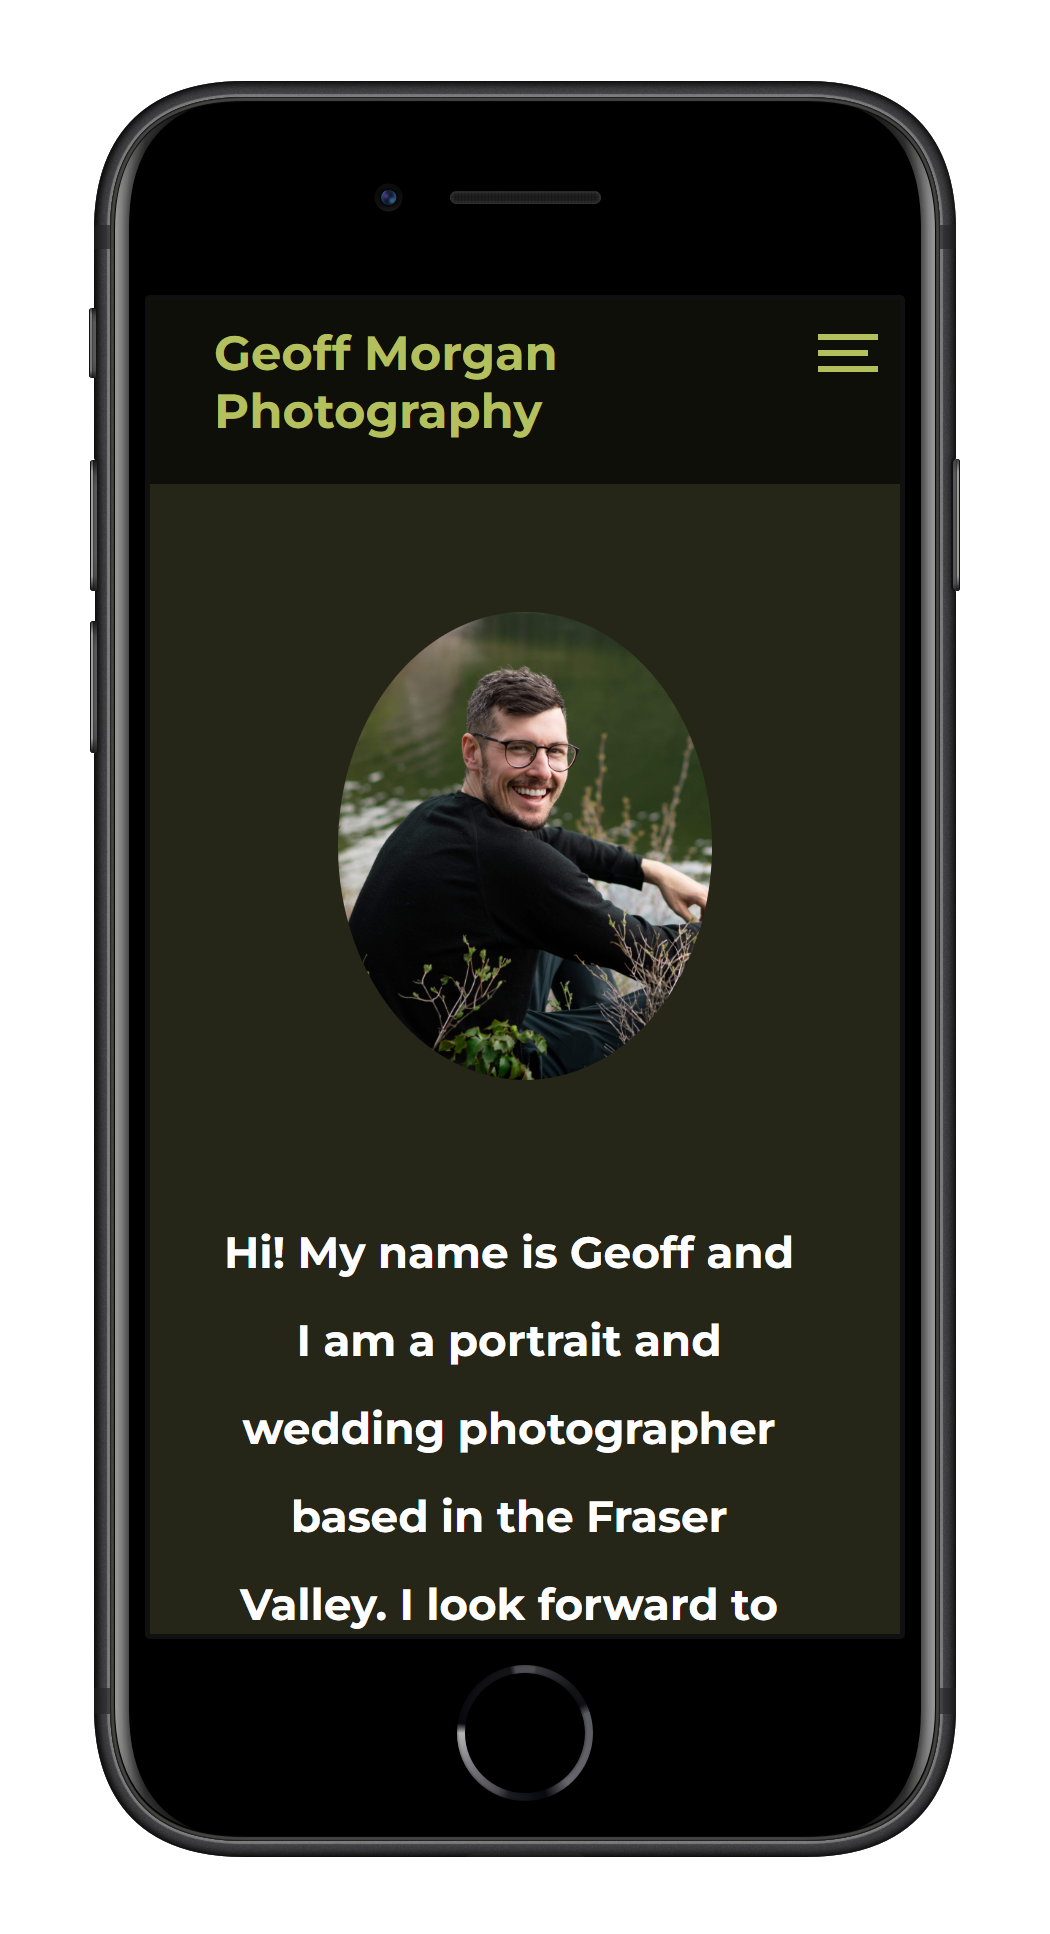 Geoff Morgan
Photography
Hi! My name is Geoff and
I am a portrait and
wedding photographer
based in the Fraser
Valley. I look forward to